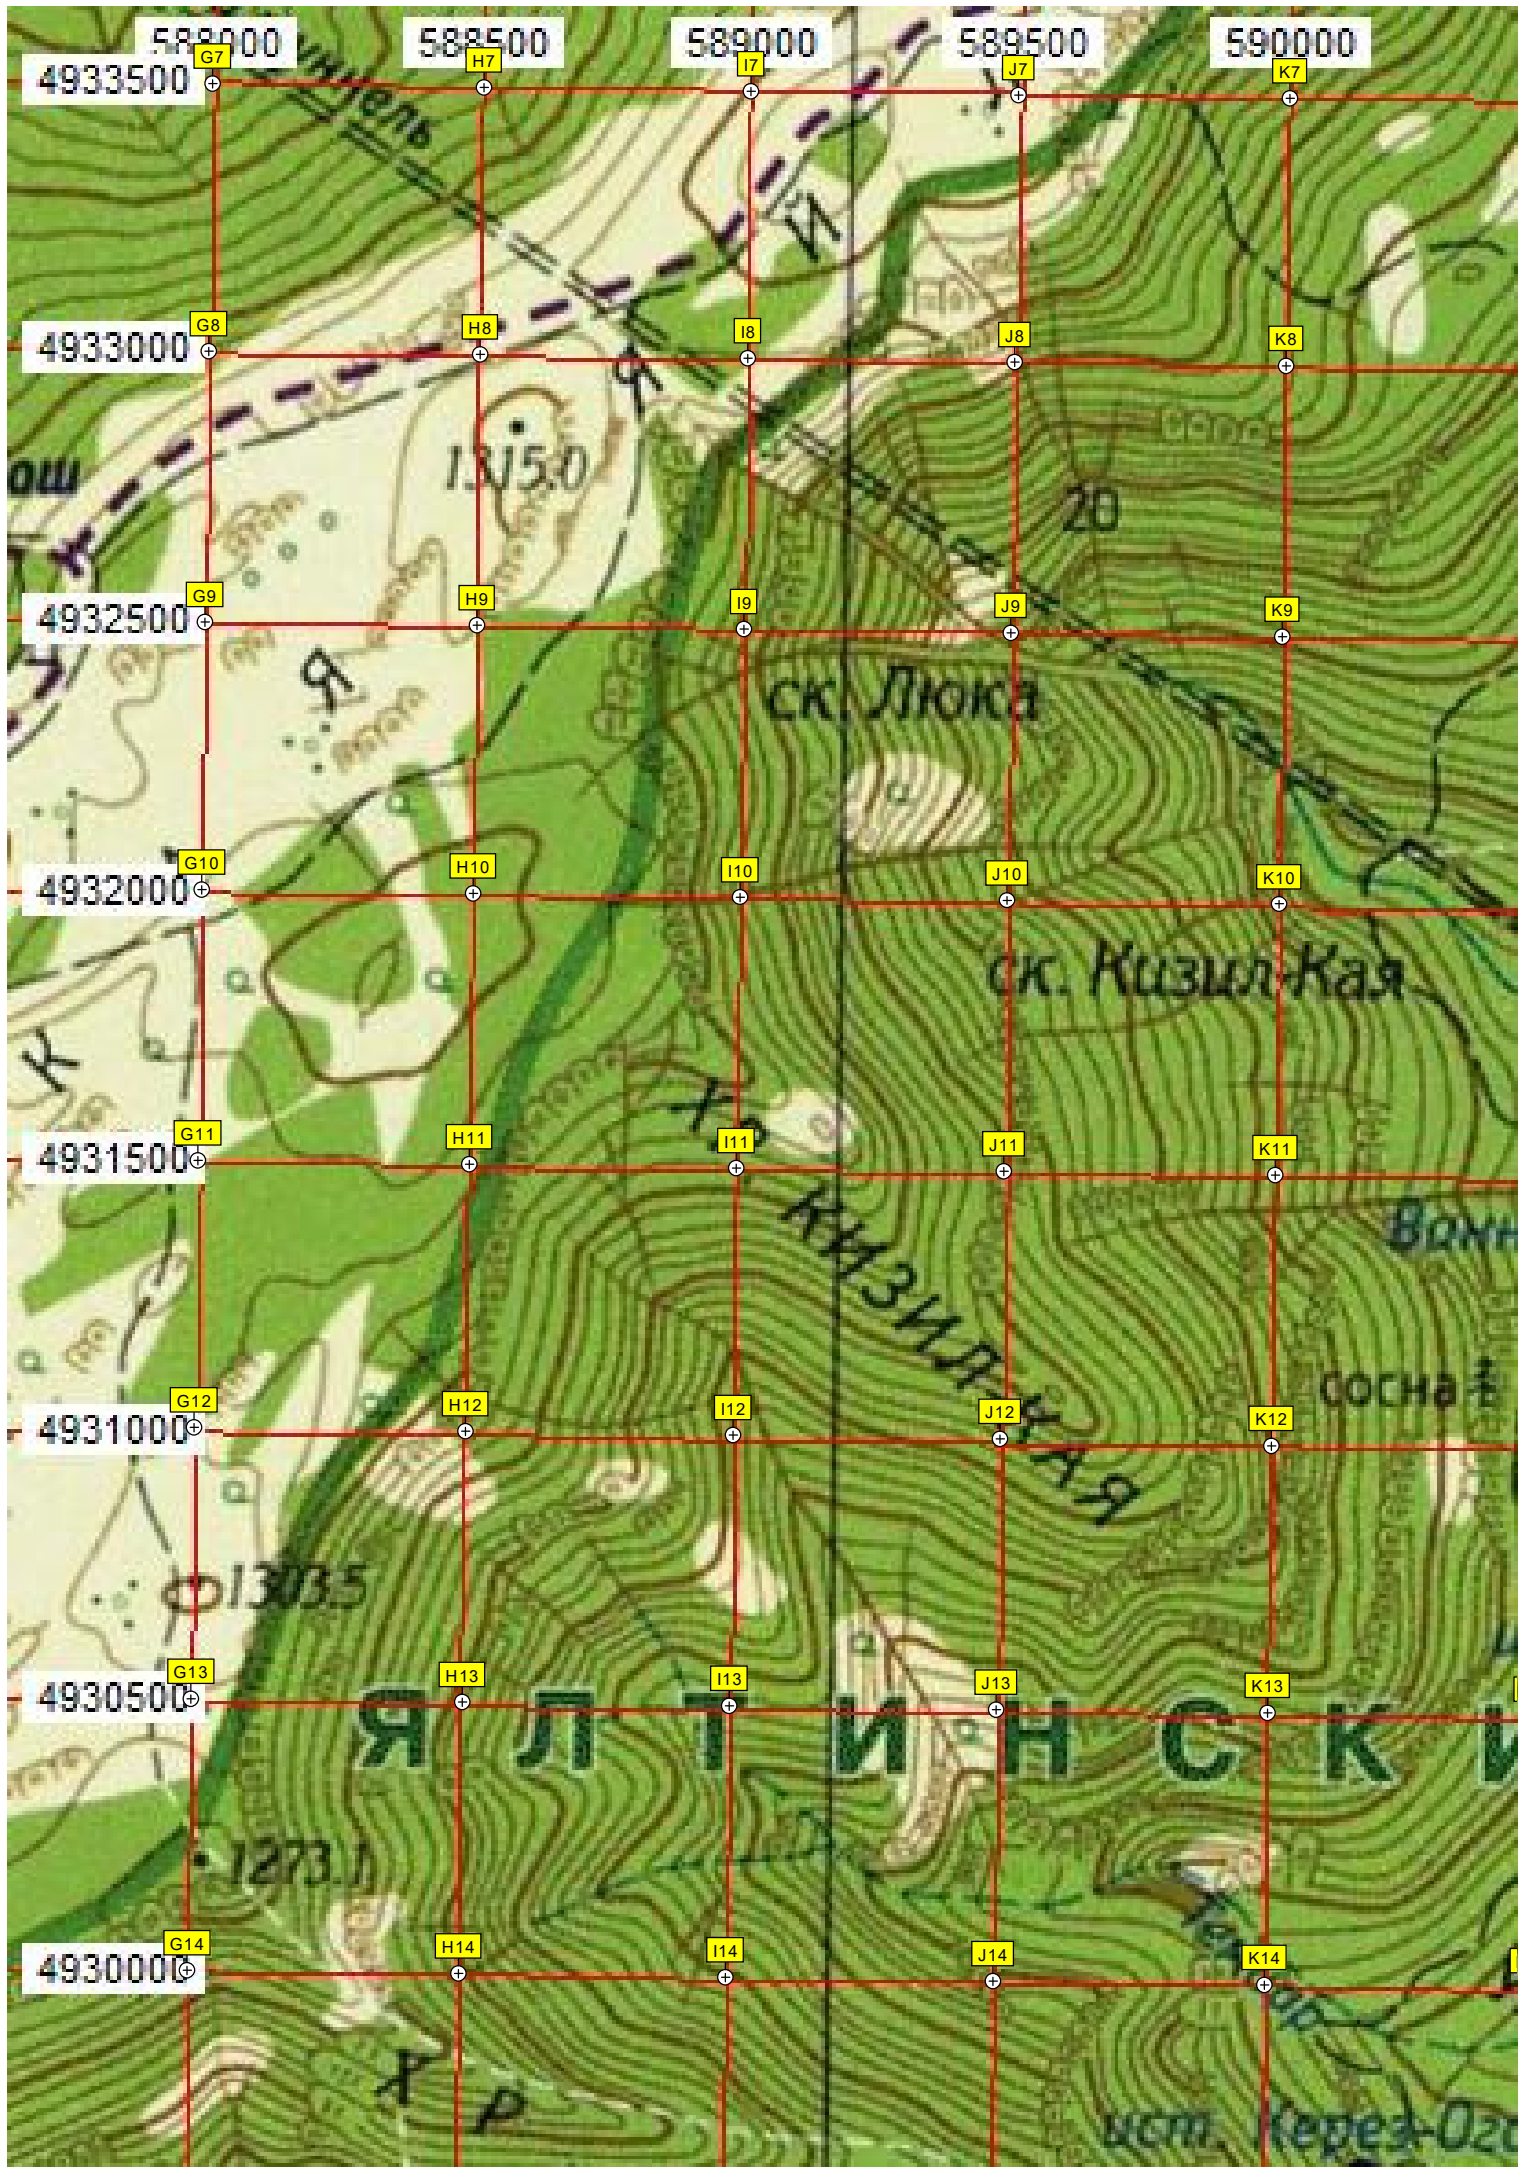 588000 588500 589000 589500 590000
4933500 G7 H7 I7 J7 K7
Й
4933000 G8 H8 I8 J8 K8
Я
1315.0
ош
20
4932500 G9 H9 I9 J9 K9
Я
ск. Люка
4932000 G10 H10 I10 J10 K10
ск. Кизил-Кая
К
Хр
4931500 G11 H11 I11 J11 K11
КИЗИЛ-КАЯ
сосна
4931000 G12 H12 I12 J12 K12
1303.5
4930500 G13 H13 I13 J13 K13
Я Л Т И Н С К И
1273.1
4930000 G14 H14 I14 J14 K14
Х Р
ист.